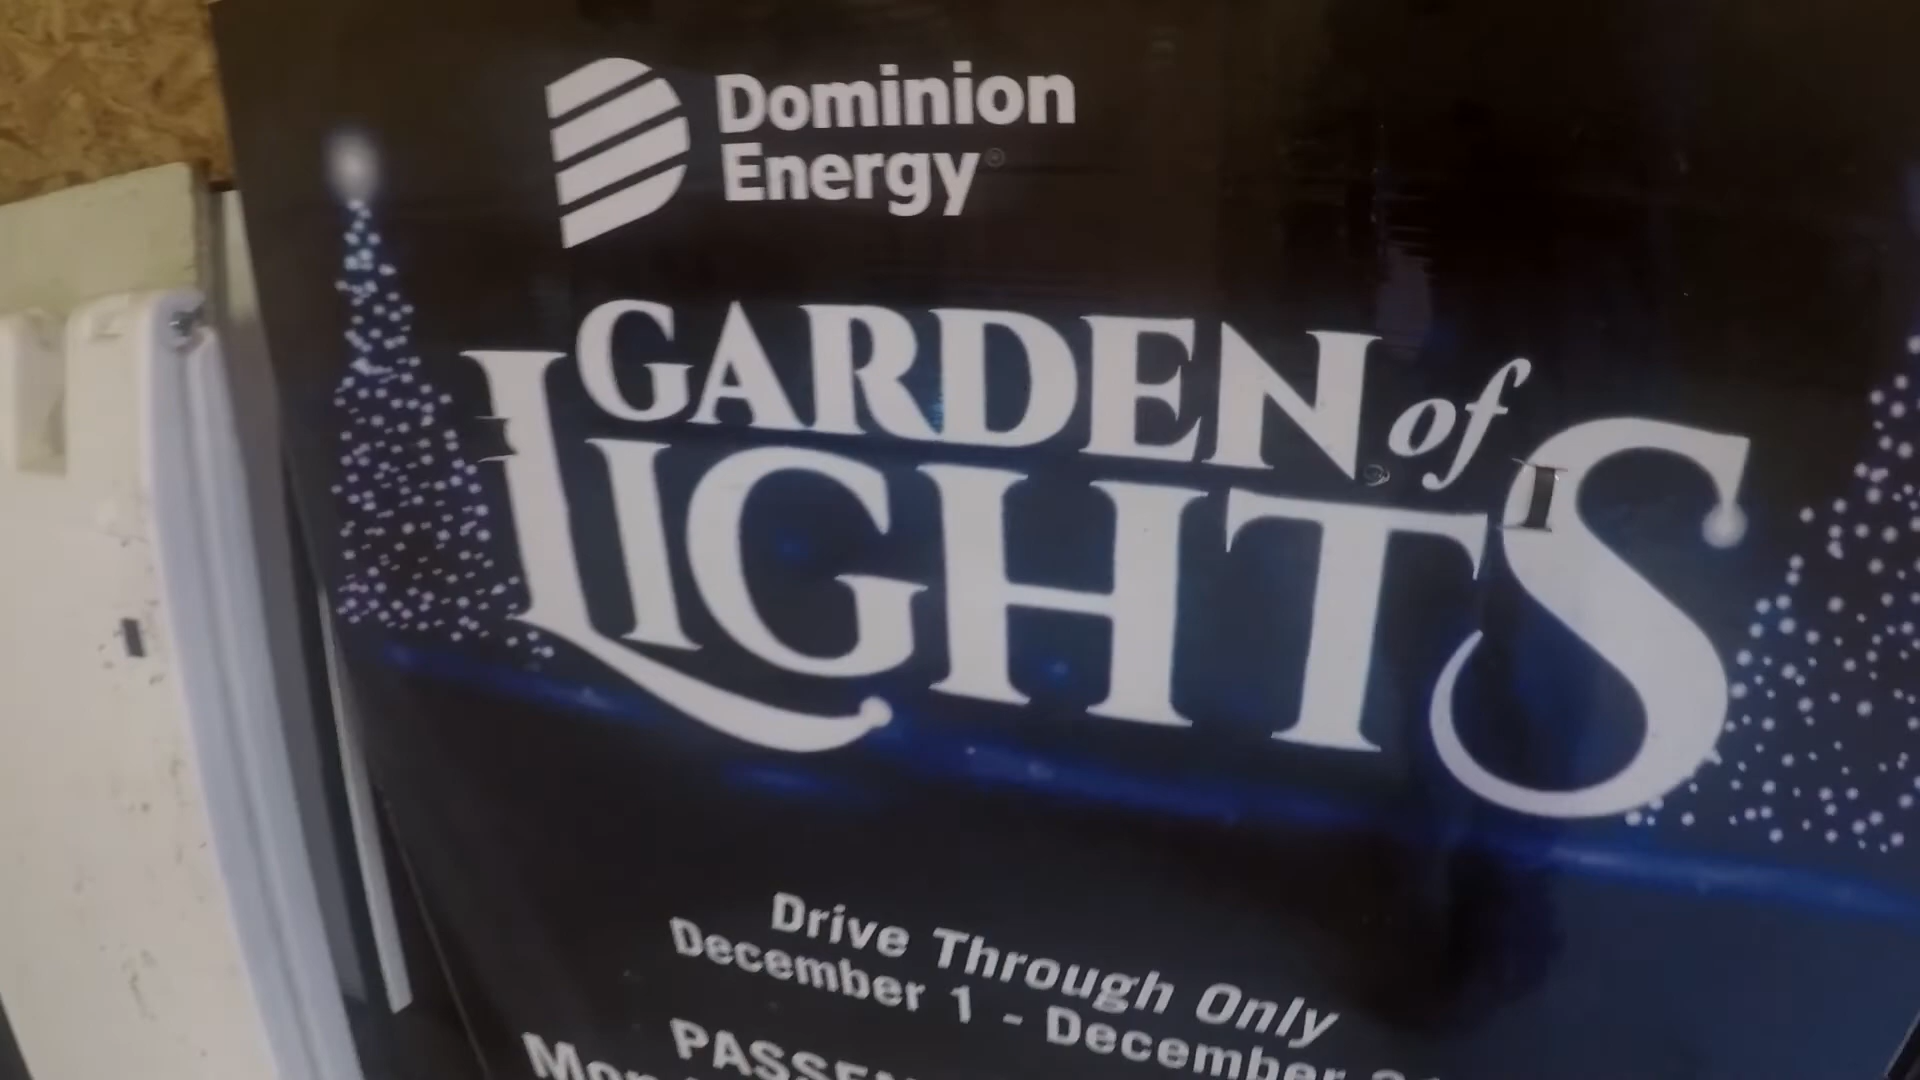 Dominion
Energy®
GARDEN of
LIGHTS
Drive Through Only
December 1 - December